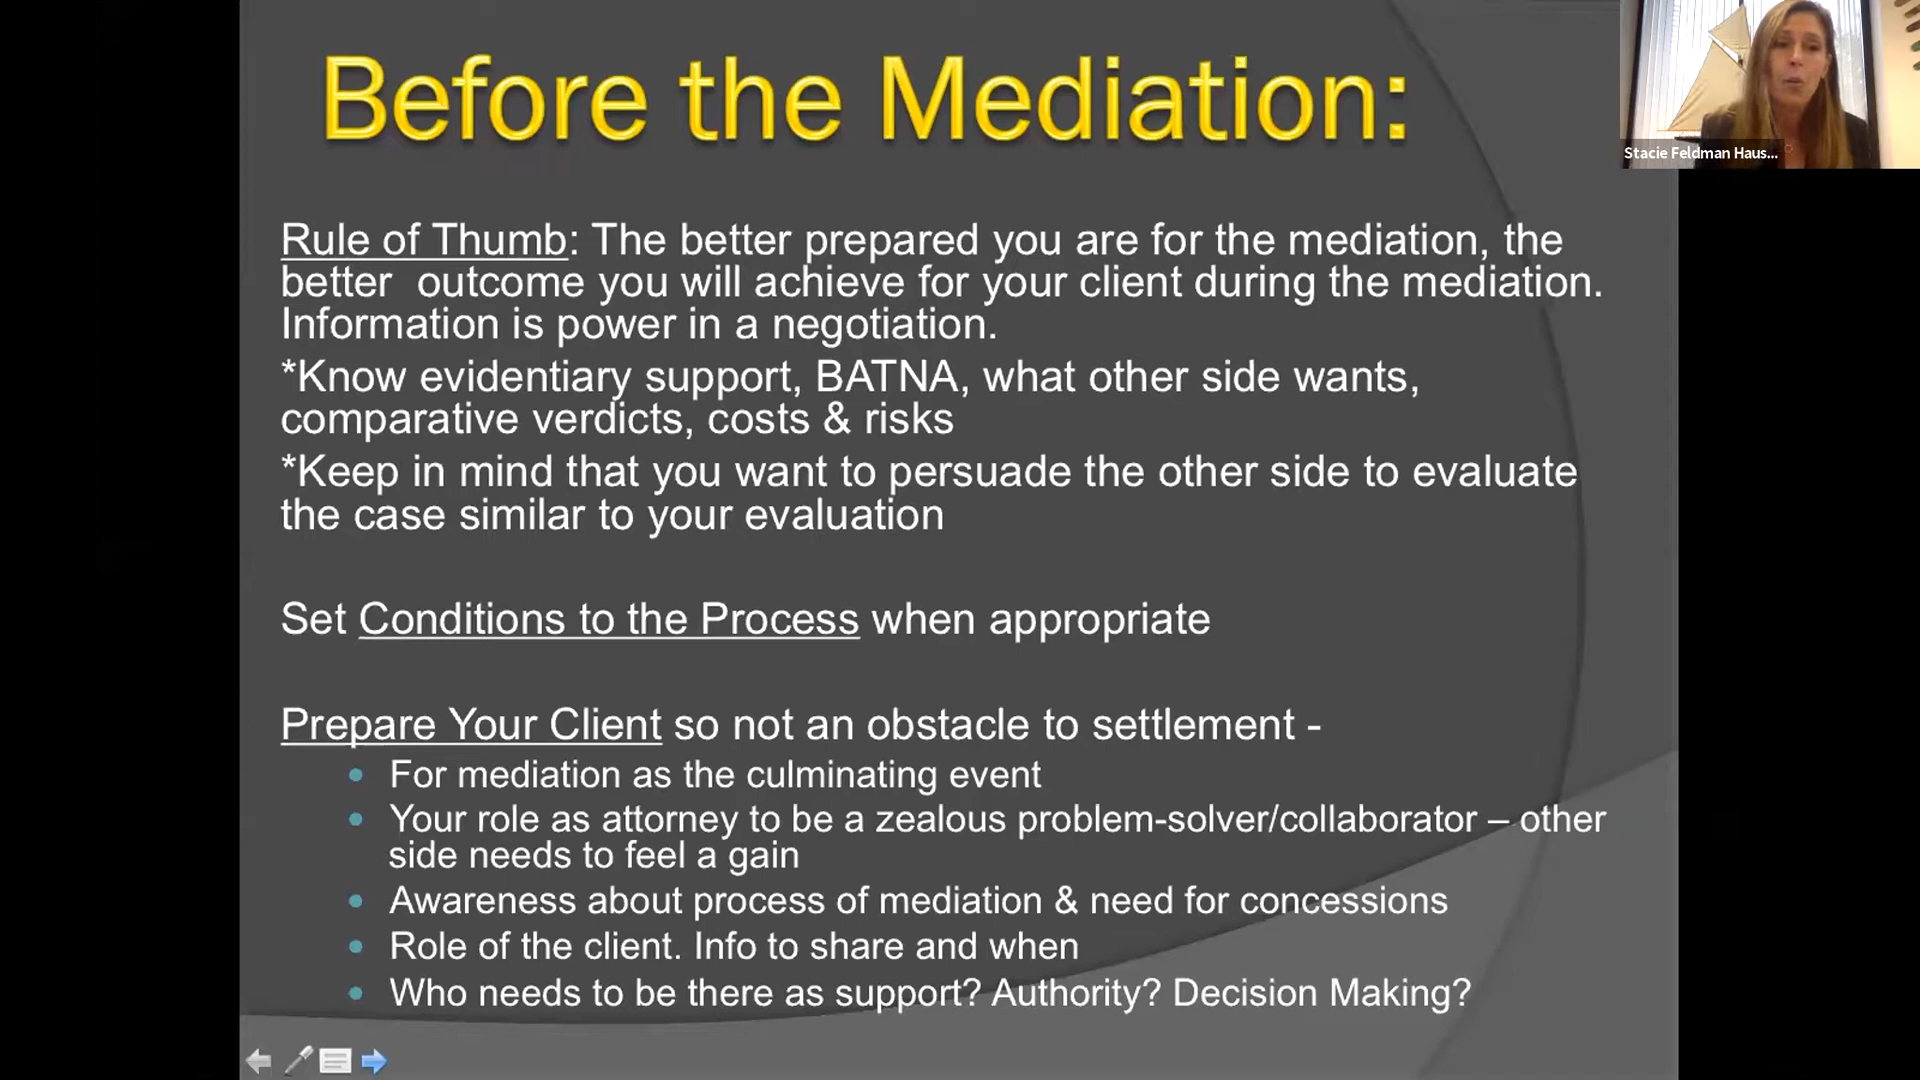 Before the Mediation:
Stacie Feldman Haus...
Rule of Thumb: The better prepared you are for the mediation, the
better  outcome you will achieve for your client during the mediation.
Information is power in a negotiation.
*Know evidentiary support, BATNA, what other side wants,
comparative verdicts, costs & risks
*Keep in mind that you want to persuade the other side to evaluate
the case similar to your evaluation
Set Conditions to the Process when appropriate
Prepare Your Client so not an obstacle to settlement -
• For mediation as the culminating event
• Your role as attorney to be a zealous problem-solver/collaborator – other
side needs to feel a gain
• Awareness about process of mediation & need for concessions
• Role of the client. Info to share and when
• Who needs to be there as support? Authority? Decision Making?